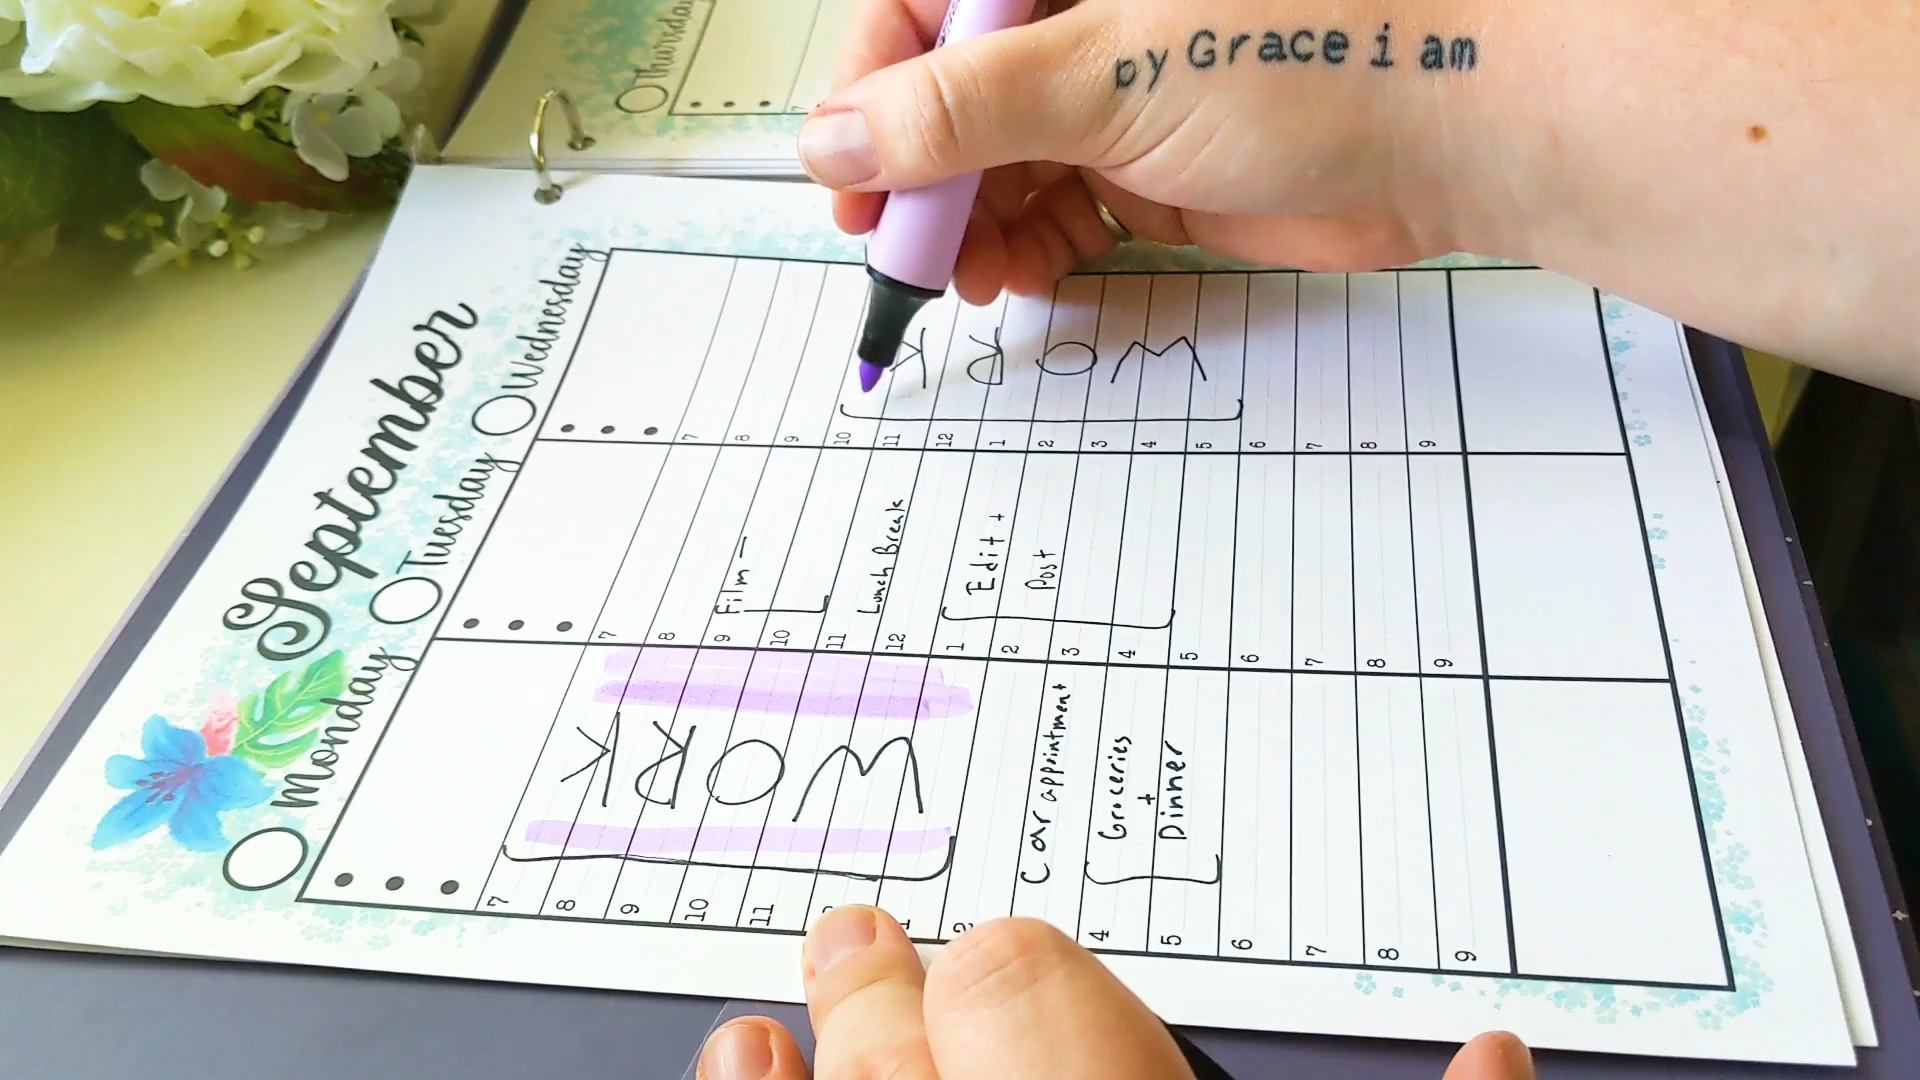 by Grace i am
September
Monday
7
8
9
10
11
2
4
5
6
7
8
9
WORK
Car appointment
Groceries
+
Dinner
Tuesday
7
8
9
10
11
12
1
2
3
4
5
6
7
8
9
Film —
Lunch Break
Edit +
Post
Wednesday
7
8
9
10
11
12
1
2
3
4
5
6
7
8
9
WORK
Thursday